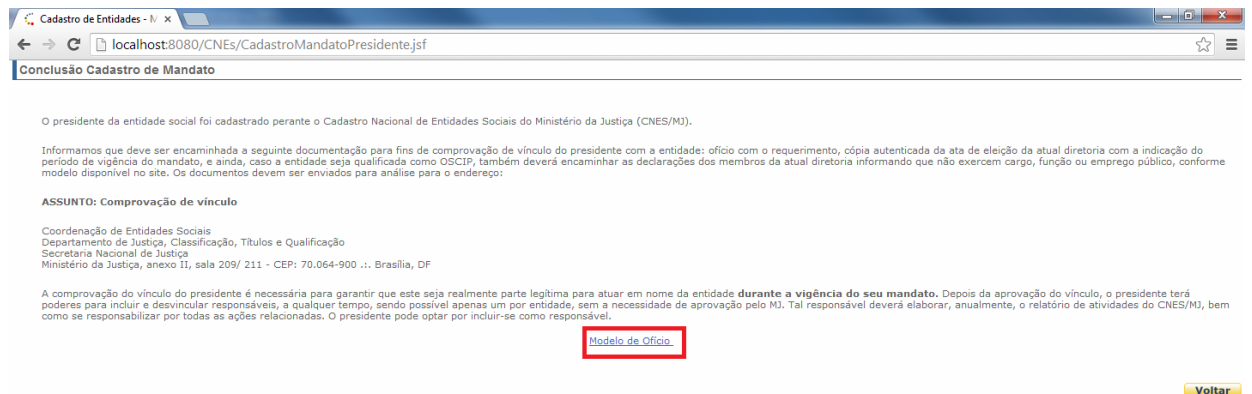 Cadastro de Entidades - M
localhost:8080/CNEs/CadastroMandatoPresidente.jsf
Conclusão Cadastro de Mandato
O presidente da entidade social foi cadastrado perante o Cadastro Nacional de Entidades Sociais do Ministério da Justiça (CNES/MJ).
Informamos que deve ser encaminhada a seguinte documentação para fins de comprovação de vínculo do presidente com a entidade: ofício com o requerimento, cópia autenticada da ata de eleição da atual diretoria com a indicação do
período de vigência do mandato, e ainda, caso a entidade seja qualificada como OSCIP, também deverá encaminhar as declarações dos membros da atual diretoria informando que não exercem cargo, função ou emprego público, conforme
modelo disponível no site. Os documentos devem ser enviados para análise para o endereço:
ASSUNTO: Comprovação de vínculo
Coordenação de Entidades Sociais
Departamento de Justiça, Classificação, Títulos e Qualificação
Secretaria Nacional de Justiça
Ministério da Justiça, anexo II, sala 209/ 211 - CEP: 70.064-900 .:. Brasília, DF
A comprovação do vínculo do presidente é necessária para garantir que este seja realmente parte legítima para atuar em nome da entidade durante a vigência do seu mandato. Depois da aprovação do vínculo, o presidente terá
poderes para incluir e desvincular responsáveis, a qualquer tempo, sendo possível apenas um por entidade, sem a necessidade de aprovação pelo MJ. Tal responsável deverá elaborar, anualmente, o relatório de atividades do CNES/MJ, bem
como se responsabilizar por todas as ações relacionadas. O presidente pode optar por incluir-se como responsável.
Modelo de Ofício
Voltar